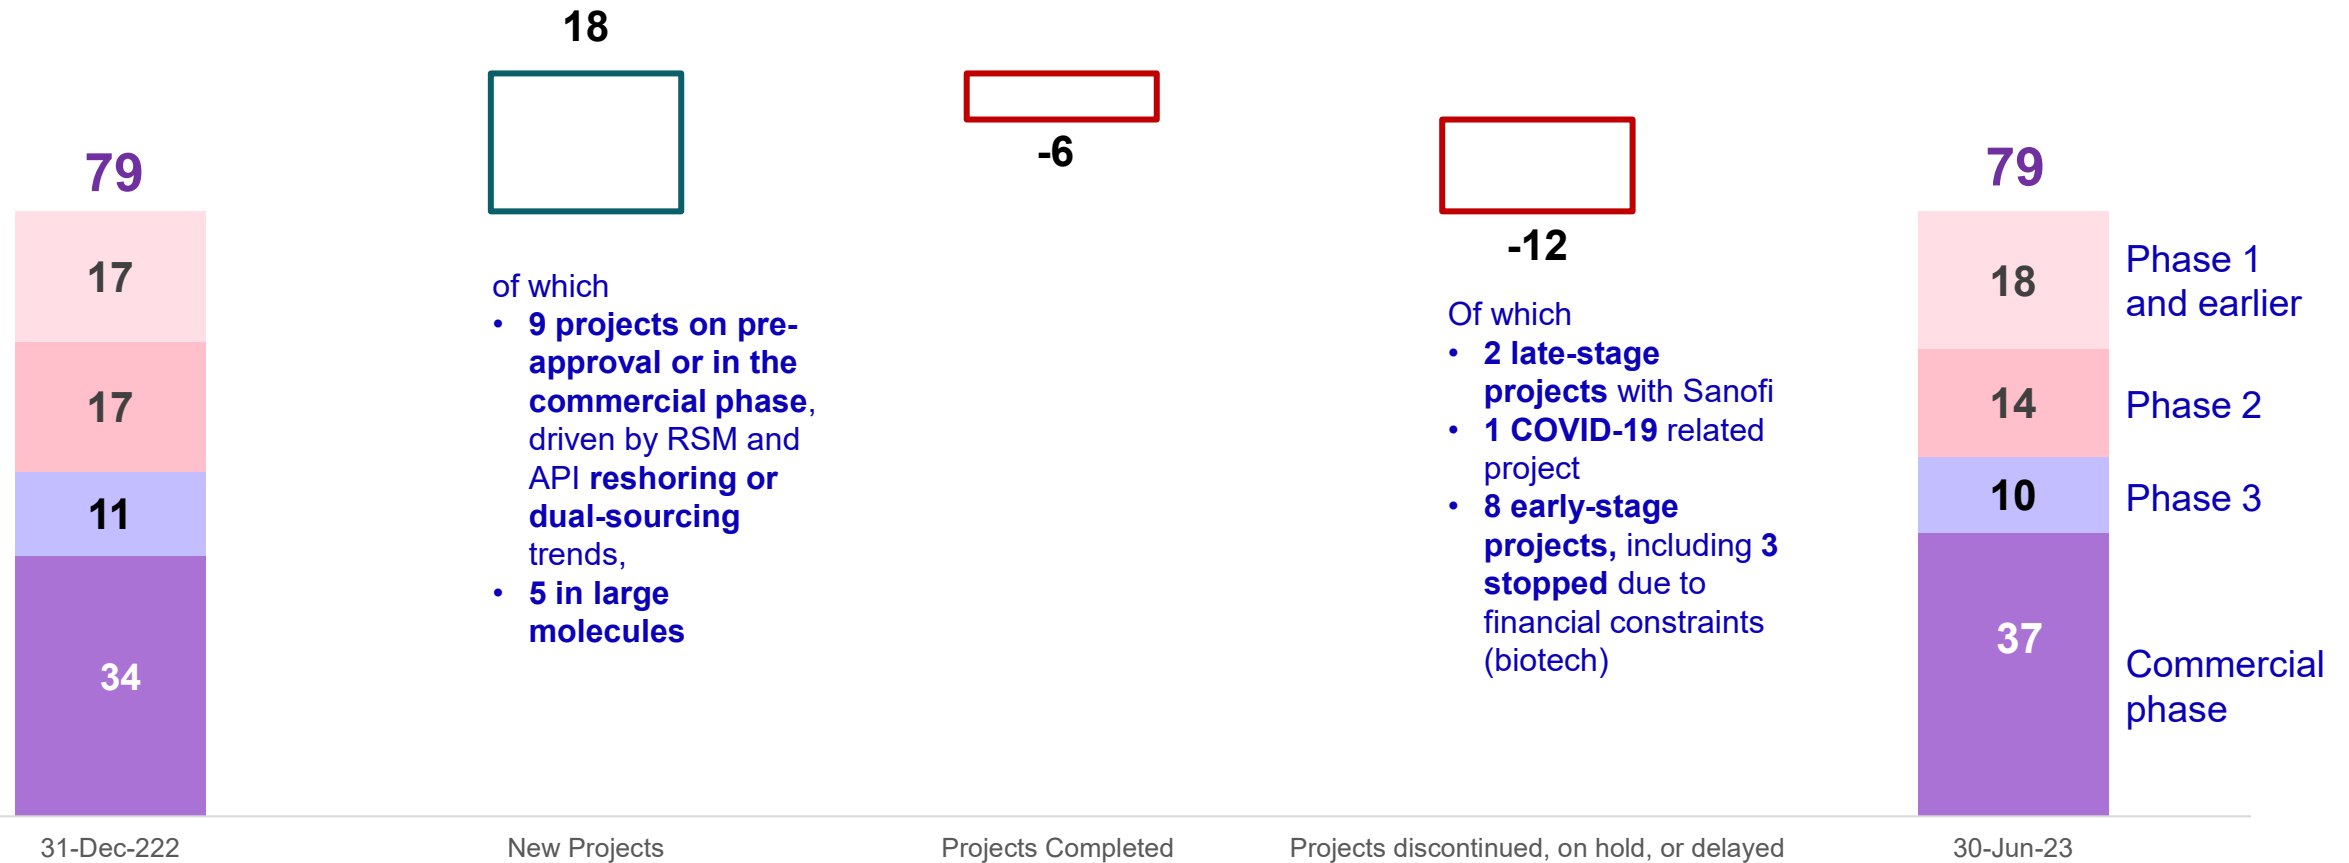 18
-6
-12
79
17
17
11
34
of which
• 9 projects on pre-
approval or in the
commercial phase,
driven by RSM and
API reshoring or
dual-sourcing
trends,
• 5 in large
molecules
Of which
• 2 late-stage
projects with Sanofi
• 1 COVID-19 related
project
• 8 early-stage
projects, including 3
stopped due to
financial constraints
(biotech)
79
18
14
10
37
Phase 1
and earlier
Phase 2
Phase 3
Commercial
phase
31-Dec-222
New Projects
Projects Completed
Projects discontinued, on hold, or delayed
30-Jun-23